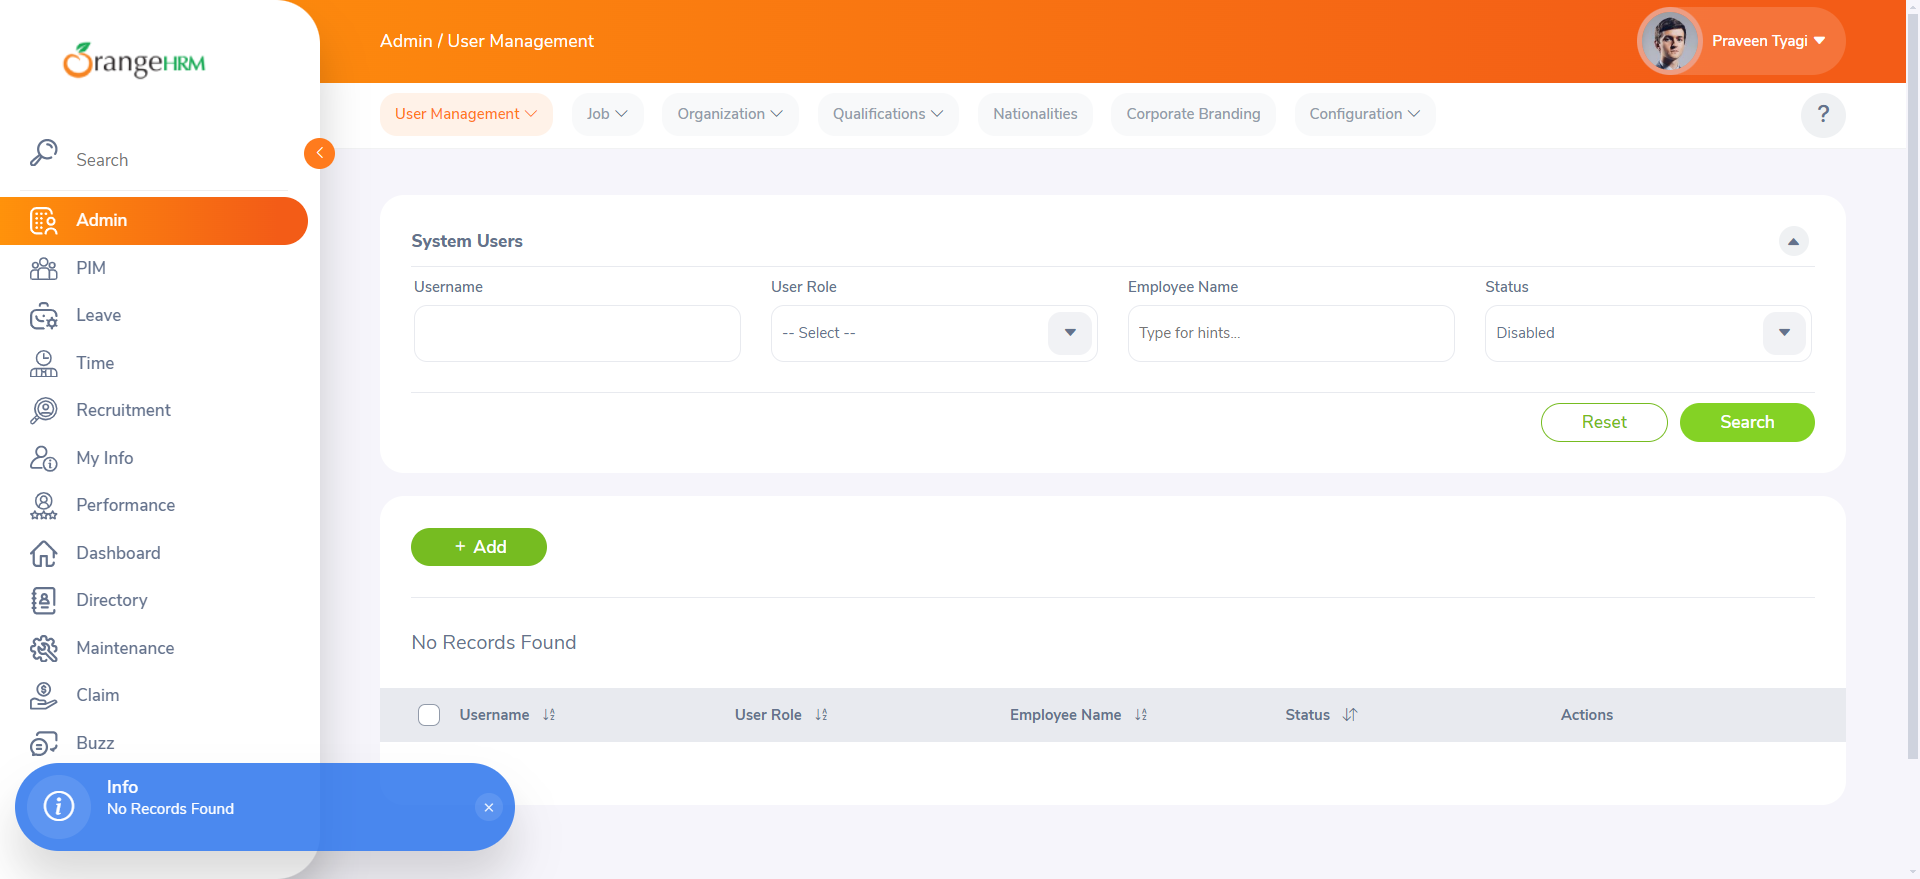 OrangeHRM
Admin / User Management
Praveen Tyagi
User Management
Job
Organization
Qualifications
Nationalities
Corporate Branding
Configuration
?
Search
Admin
PIM
Leave
Time
Recruitment
My Info
Performance
Dashboard
Directory
Maintenance
Claim
Buzz
System Users
Username
User Role
Employee Name
Status
-- Select --
Type for hints...
Disabled
Reset
Search
+ Add
No Records Found
Username
User Role
Employee Name
Status
Actions
Info
No Records Found